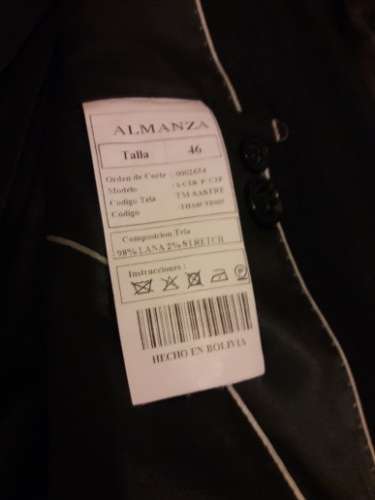 ALMANZA
Talla 46
Orden de Corte : 0002684
Modelo :
Codigo Tela :
Codigo :
Composicion Tela
98% LANA 2% STRETCH
Instrucciones :
HECHO EN BOLIVIA